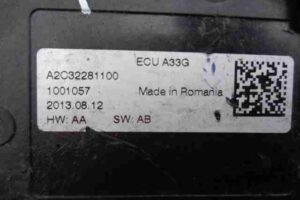 ECU A33G
A2C32281100
1001057 Made in Romania
2013.08.12
HW: AA SW: AB